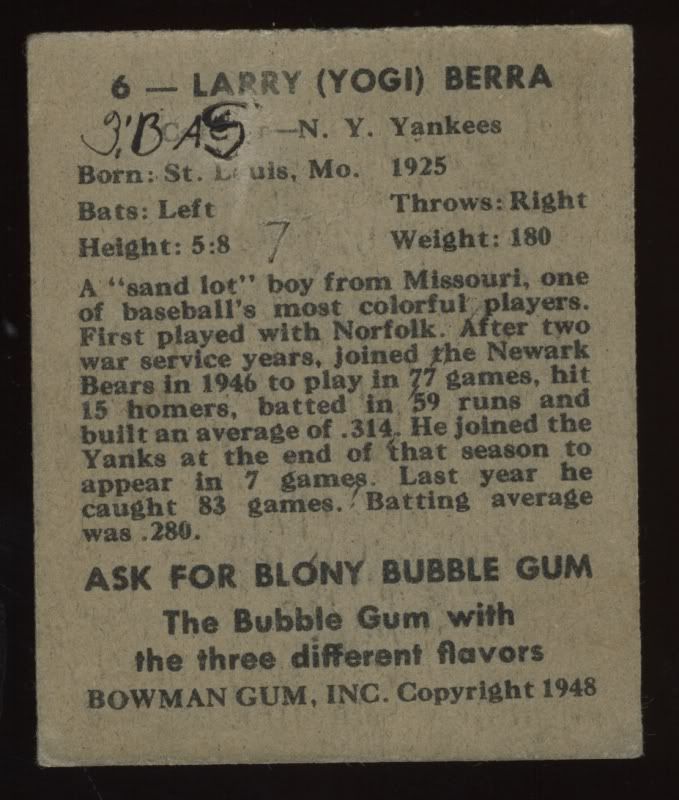 6 — LARRY (YOGI) BERRA
3'BAS
—N. Y. Yankees
Born: St. Louis, Mo. 1925
Bats: Left Throws: Right
Height: 5:8 7 Weight: 180
A "sand lot" boy from Missouri, one
of baseball's most colorful players.
First played with Norfolk. After two
war service years, joined the Newark
Bears in 1946 to play in 77 games, hit
15 homers, batted in 59 runs and
built an average of .314. He joined the
Yanks at the end of that season to
appear in 7 games. Last year he
caught 83 games. Batting average
was .280.
ASK FOR BLONY BUBBLE GUM
The Bubble Gum with
the three different flavors
BOWMAN GUM, INC. Copyright 1948